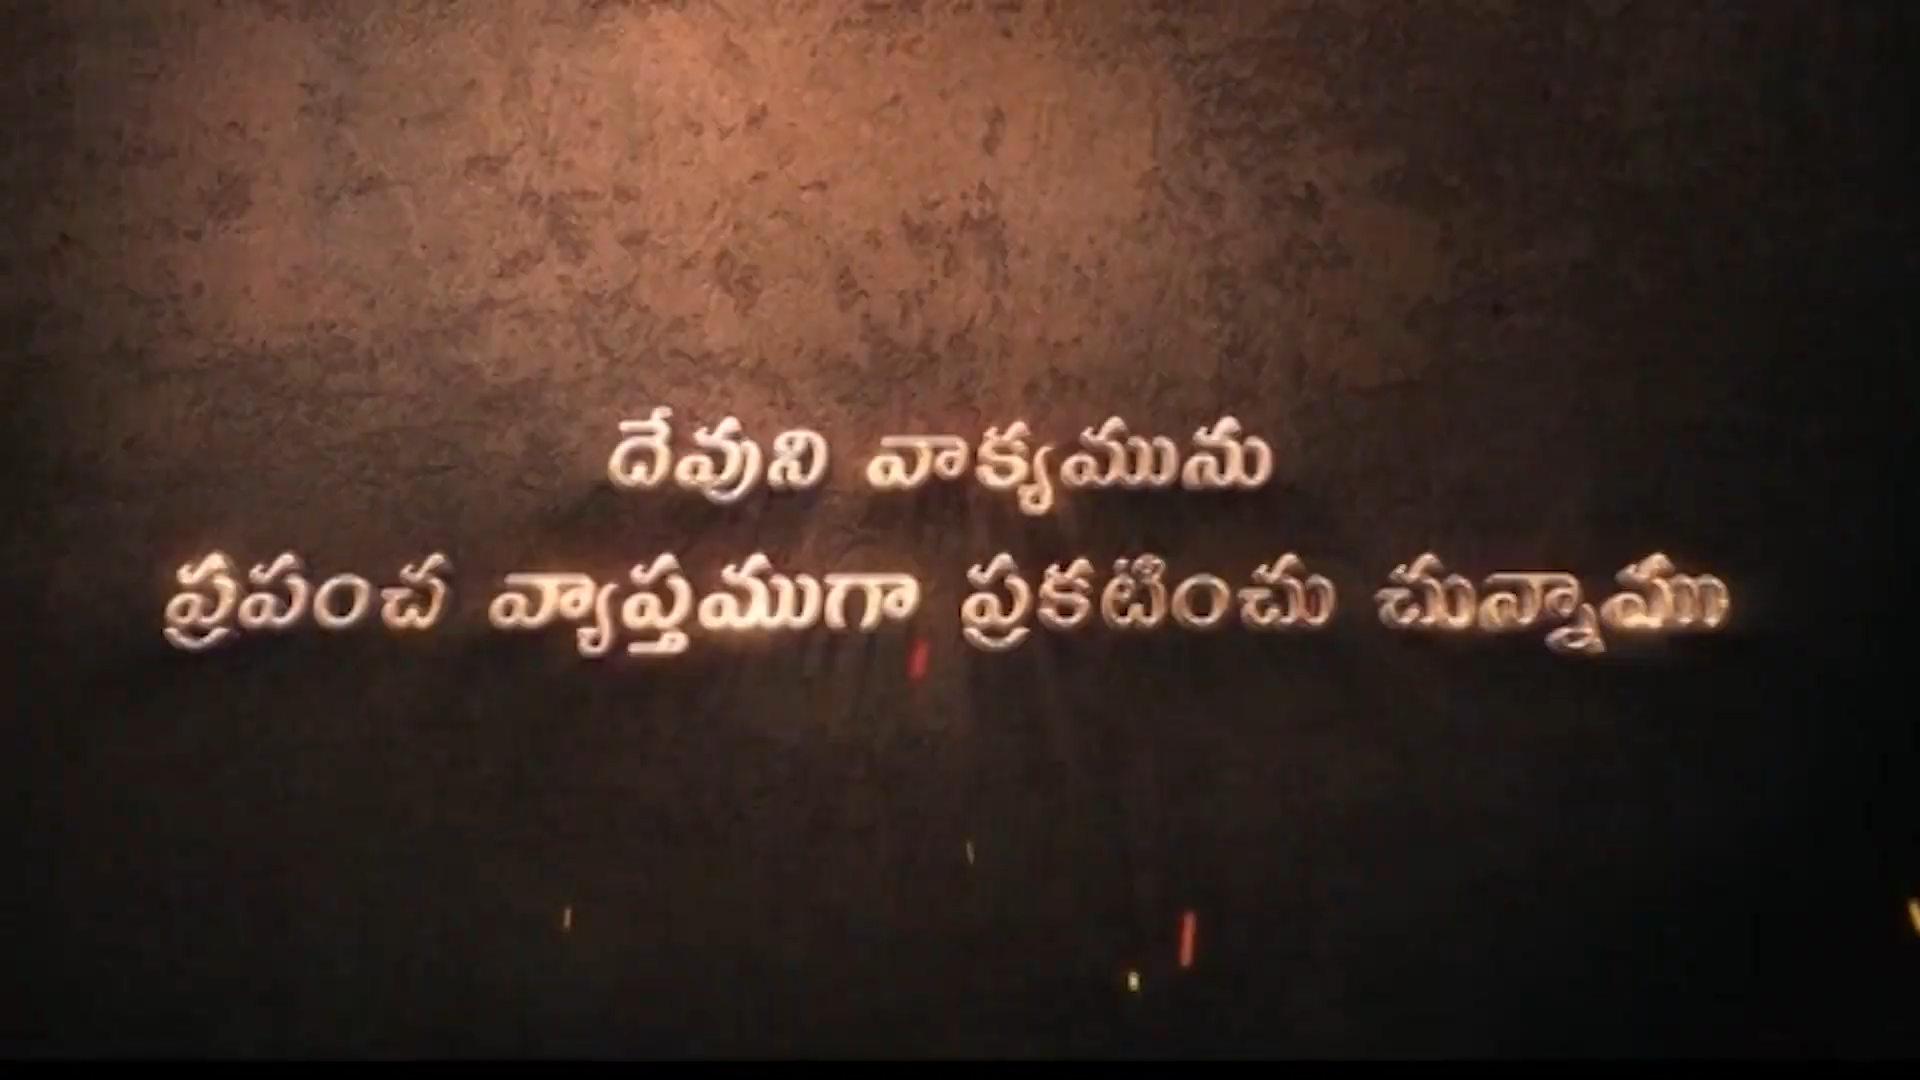 దేవుని వాక్యమును
ప్రపంచ వ్యాప్తముగా ప్రకటించు చున్నాము